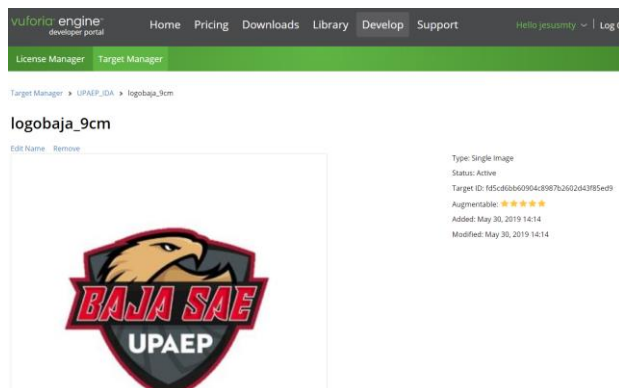 vuforia engine
developer portal
Home Pricing Downloads Library Develop Support
Hello jesusmty
Log
License Manager Target Manager
Target Manager > UPAEP_IDA > logobaja_9cm
logobaja_9cm
Edit Name Remove
Type: Single Image
Status: Active
Target ID: fd5cd6bb60904c8987b2602d43f85ed9
Augmentable:
Added: May 30, 2019 14:14
Modified: May 30, 2019 14:14
BAJA SAE
UPAEP